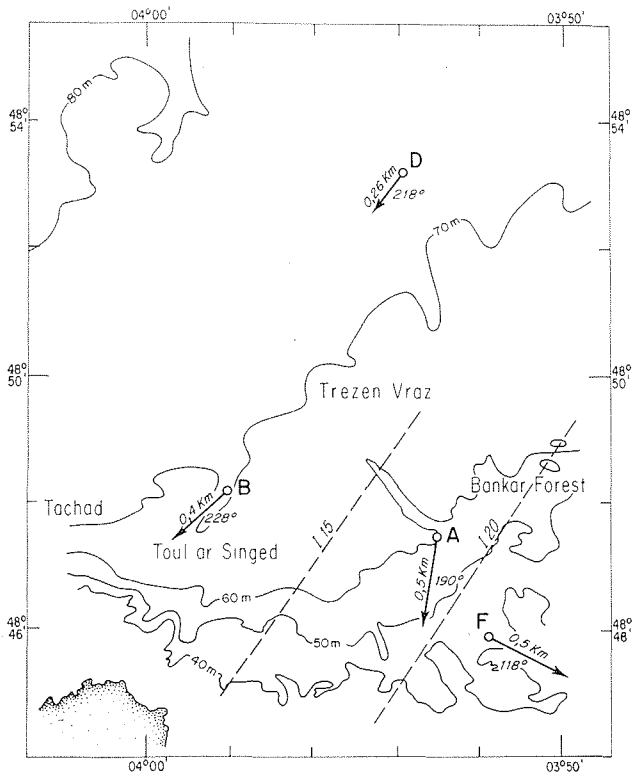 04°00'
03°50'
48°
54'
48°
54'
80m
D
0,26 Km
218°
70m
48°
50'
48°
50'
Trezen Vraz
Bankar Forest
B
Tachad
0,4 Km
228°
Toul ar Singed
1.15
1.20
A
0,5 Km
190°
60m
F
0,5 Km
118°
48°
46'
48°
46'
50m
40m
04°00'
03°50'